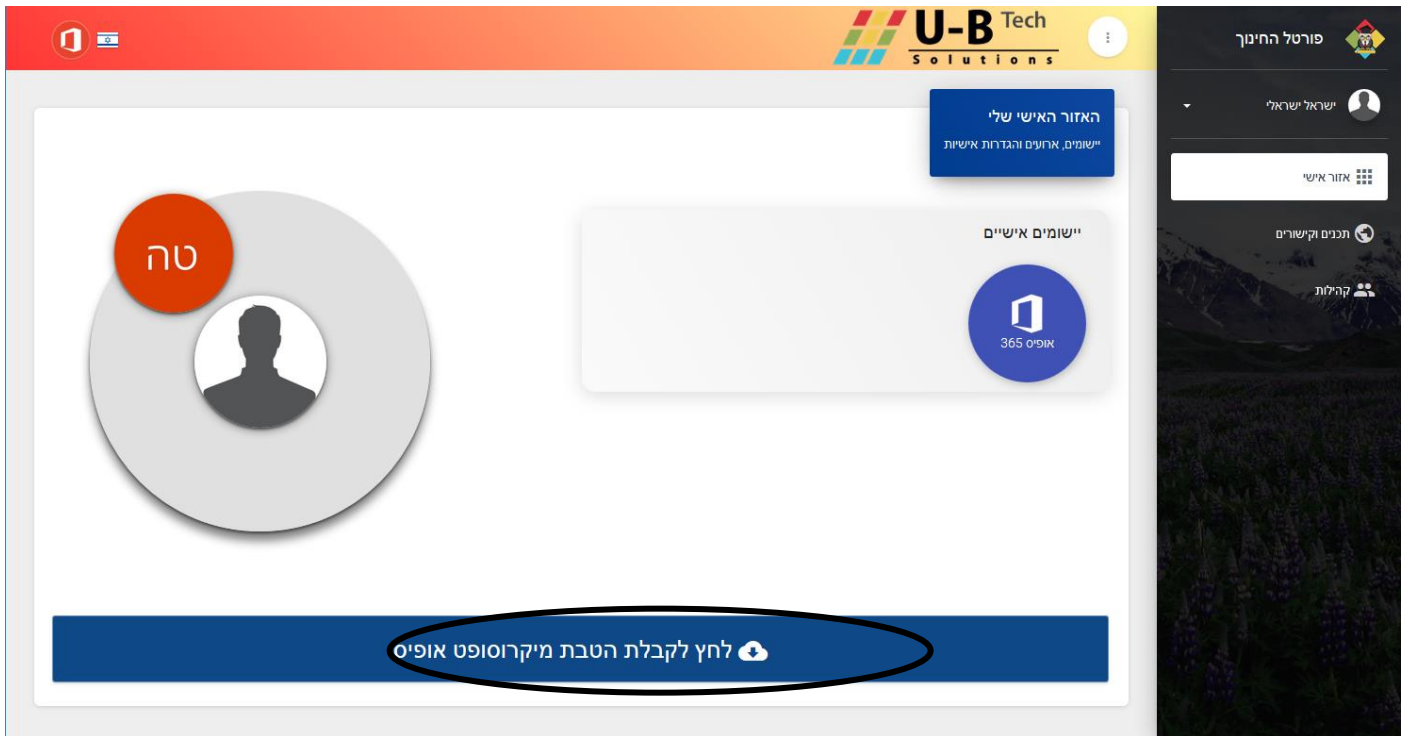 פורטל החינוך
ישראל ישראלי
אזור אישי
תכנים וקישורים
קהילות
U-B Tech
Solutions
האזור האישי שלי
יישומים, ארועים והגדרות אישיות
יישומים אישיים
אופיס 365
טה
לחץ לקבלת הטבת מיקרוסופט אופיס